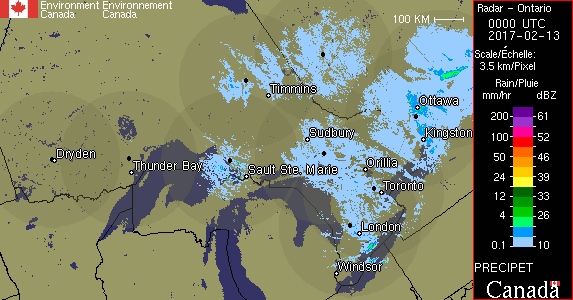 Environment Environnement
Canada Canada
100 KM
Radar - Ontario
0000 UTC
2017-02-13
Scale/Échelle:
3.5 km/Pixel
Rain/Pluie
mm/hr dBZ
200 61
100 52
50 46
24 39
12 33
4 26
0.1 10
PRECIPET
Canada
Timmins
Ottawa
Sudbury
Kingston
Dryden
Thunder Bay
Sault Ste. Marie
Orillia
Toronto
London
Windsor